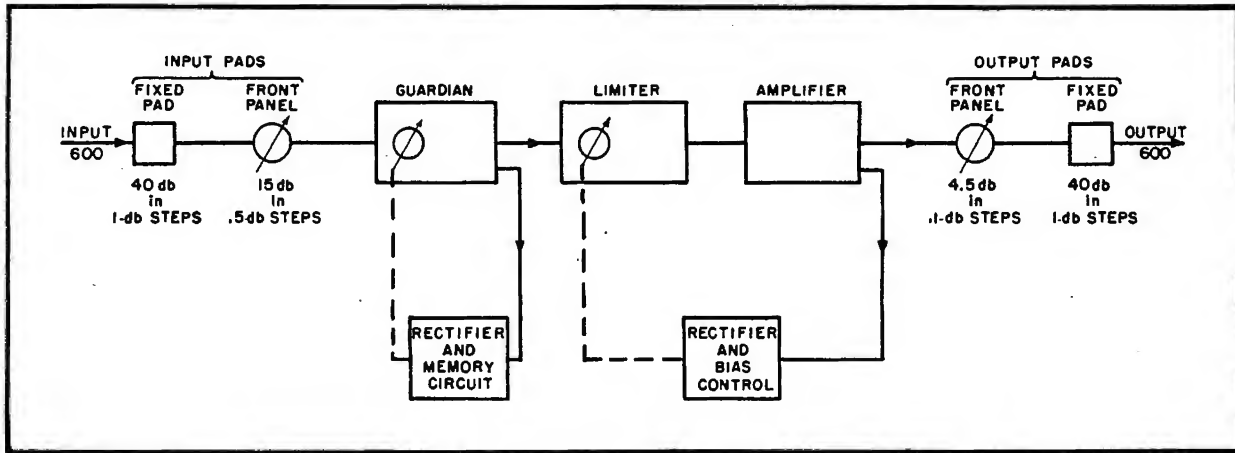 INPUT PADS
FIXED
PAD
FRONT
PANEL
INPUT
600
40 db
in
1-db STEPS
15 db
in
.5-db STEPS
GUARDIAN
LIMITER
AMPLIFIER
RECTIFIER
AND
MEMORY
CIRCUIT
RECTIFIER
AND
BIAS
CONTROL
OUTPUT PADS
FRONT
PANEL
FIXED
PAD
OUTPUT
600
4.5 db
in
.1-db STEPS
40 db
in
1-db STEPS